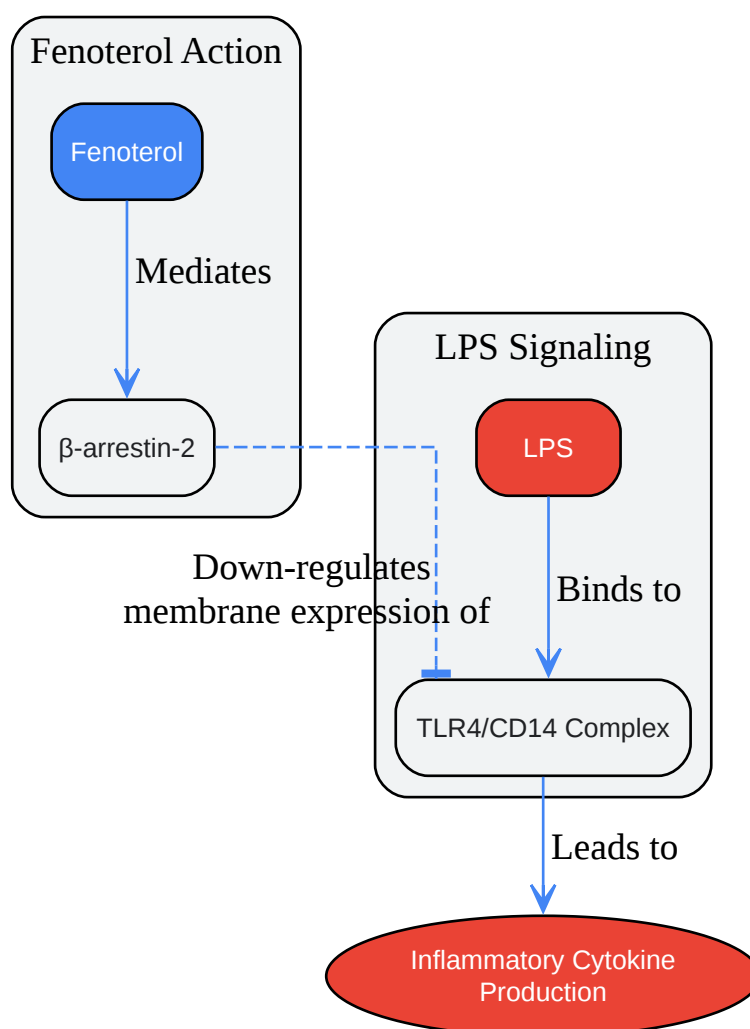 Fenoterol Action
Fenoterol
Mediates
β-arrestin-2
LPS Signaling
LPS
Down-regulates
membrane expression of
Binds to
TLR4/CD14 Complex
Leads to
Inflammatory Cytokine
Production